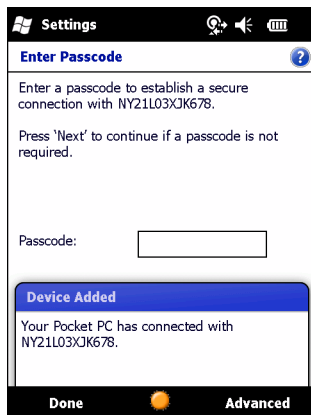 Settings
Enter Passcode
?
Enter a passcode to establish a secure
connection with NY21L03XJK678.
Press ‘Next’ to continue if a passcode is not
required.
Passcode:
Device Added
Your Pocket PC has connected with
NY21L03XJK678.
Done
Advanced